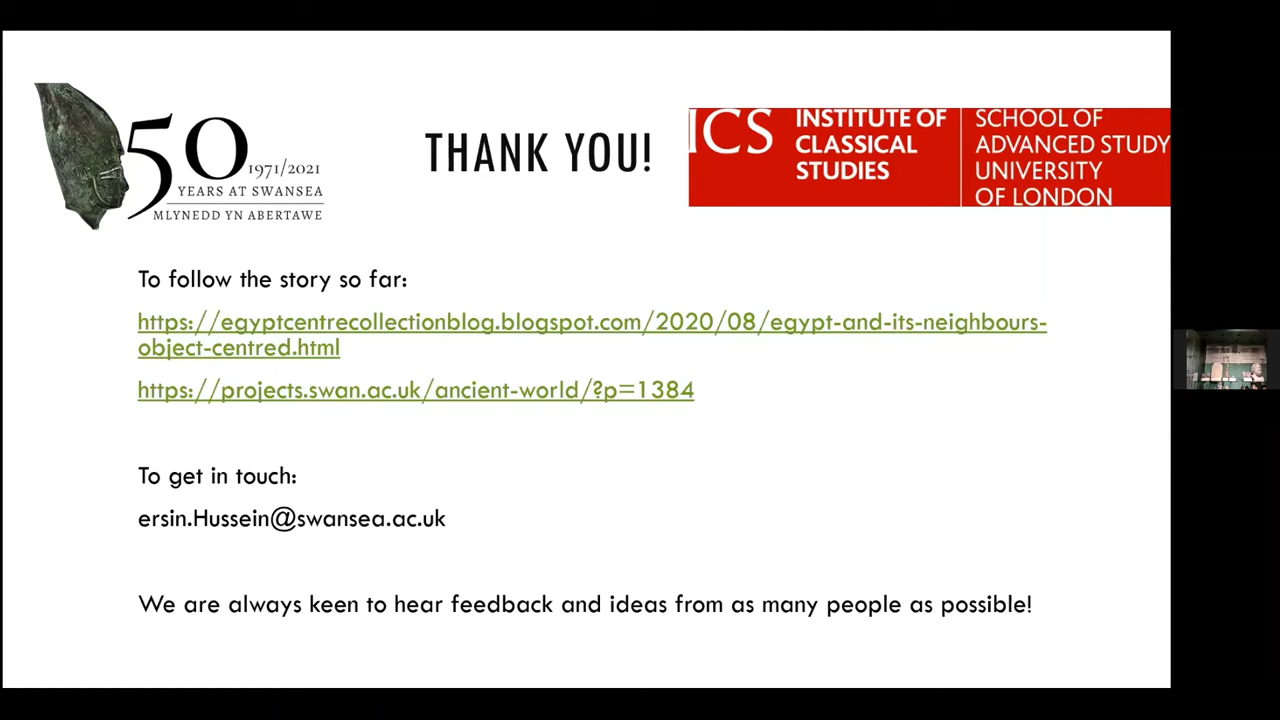 50
1971/2021
YEARS AT SWANSEA
MLYNEDD YN ABERTAWE
THANK YOU!
ICS
INSTITUTE OF
CLASSICAL
STUDIES
SCHOOL OF
ADVANCED STUDY
UNIVERSITY
OF LONDON
To follow the story so far:
https://egyptcentrecollectionblog.blogspot.com/2020/08/egypt-and-its-neighbours-
object-centred.html
https://projects.swan.ac.uk/ancient-world/?p=1384
To get in touch:
ersin.Hussein@swansea.ac.uk
We are always keen to hear feedback and ideas from as many people as possible!